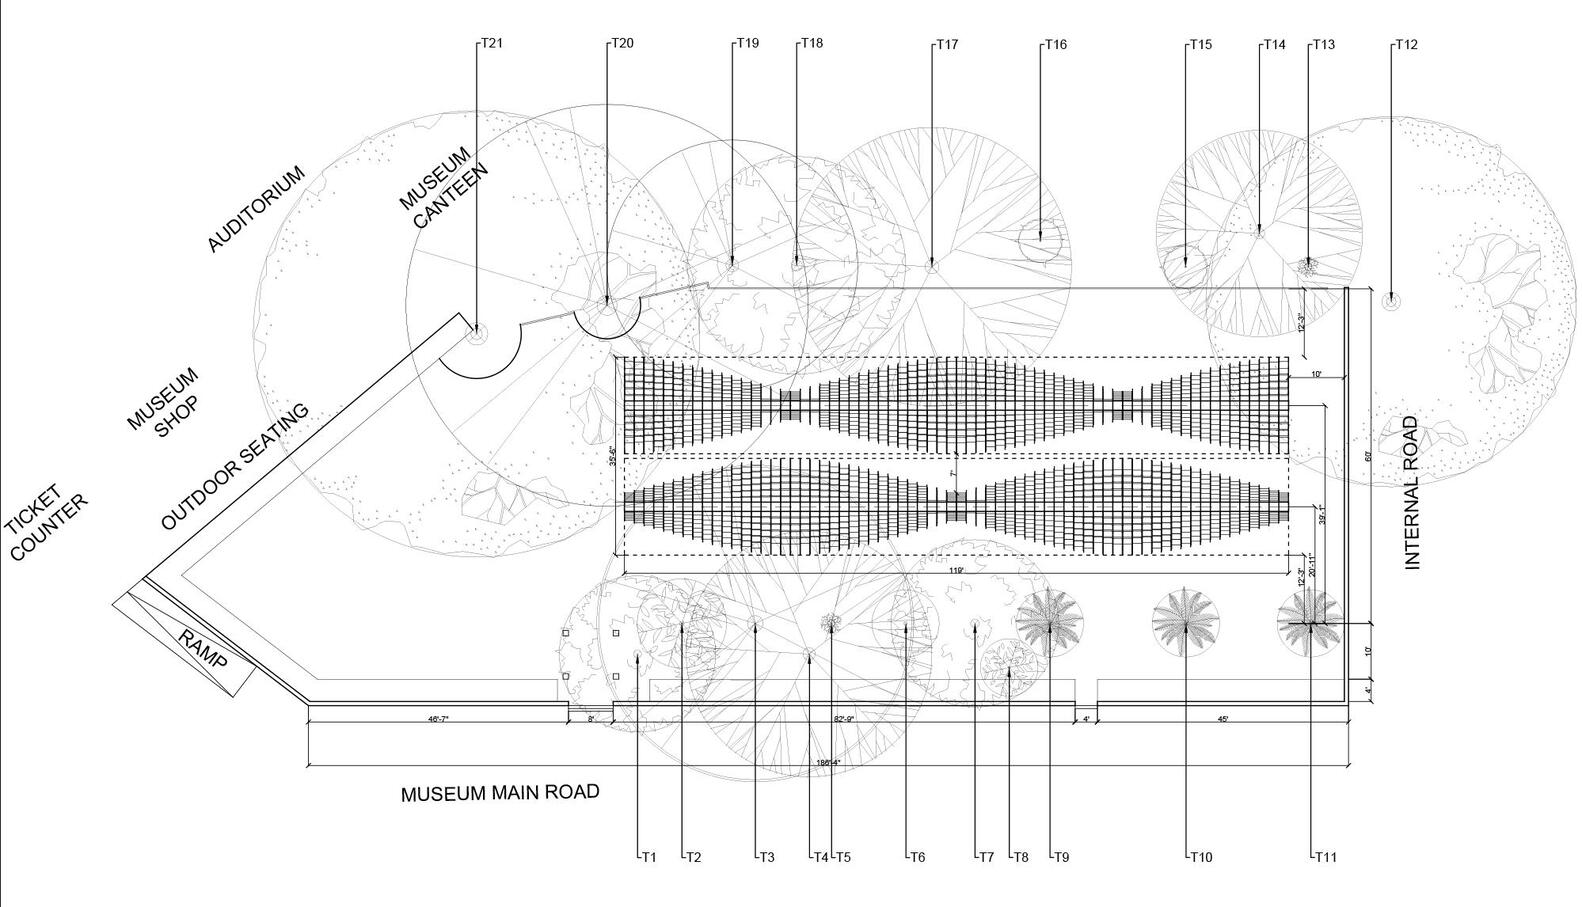 T21
T20
T19
T18
T17
T16
T15
T14
T13
T12
AUDITORIUM
MUSEUM
CANTEEN
MUSEUM
SHOP
OUTDOOR SEATING
TICKET
COUNTER
RAMP
INTERNAL ROAD
12'-3"
10'
60'
35'-6"
7'
39'-1"
119'
12'-3"
20'-11"
10'
4'
46'-7"
8'
82'-9"
4'
45'
186'-4"
MUSEUM MAIN ROAD
T1
T2
T3
T4
T5
T6
T7
T8
T9
T10
T11